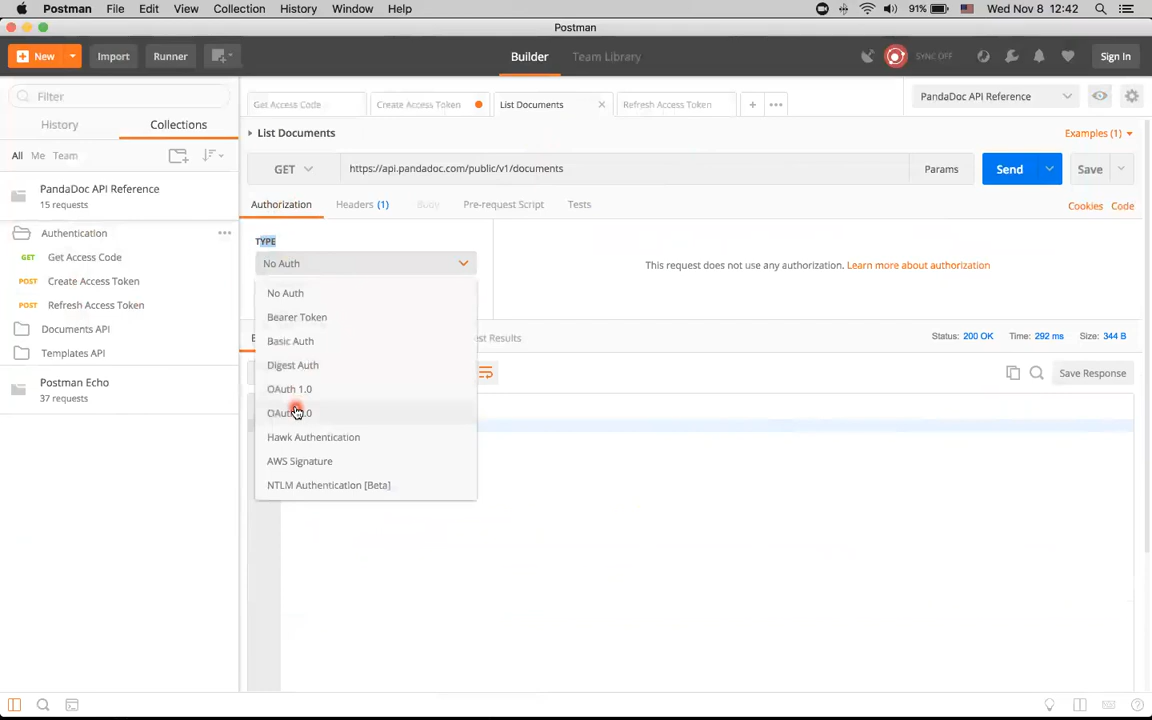 Postman File Edit View Collection History Window Help 91% Wed Nov 8 12:42
Postman
New Import Runner Builder Team Library SYNC OFF Sign In
Filter
History Collections
All Me Team
PandaDoc API Reference
15 requests
Authentication
GET Get Access Code
POST Create Access Token
POST Refresh Access Token
Documents API
Templates API
Postman Echo
37 requests
Get Access Code Create Access Token List Documents Refresh Access Token PandaDoc API Reference
List Documents Examples (1)
GET https://api.pandadoc.com/public/v1/documents Params Send Save
Authorization Headers (1) Body Pre-request Script Tests Cookies Code
TYPE
No Auth
This request does not use any authorization. Learn more about authorization
No Auth
Bearer Token
Basic Auth
Digest Auth
OAuth 1.0
Hawk Authentication
AWS Signature
NTLM Authentication [Beta]
Results Status: 200 OK Time: 292 ms Size: 344 B
Save Response